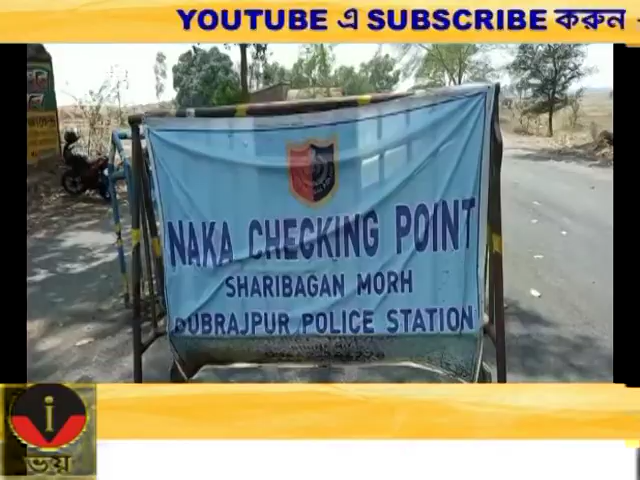 YOUTUBE এ SUBSCRIBE করুন
NAKA CHECKING POINT
SHARIBAGAN MORH
DUBRAJPUR POLICE STATION
i
ভয়